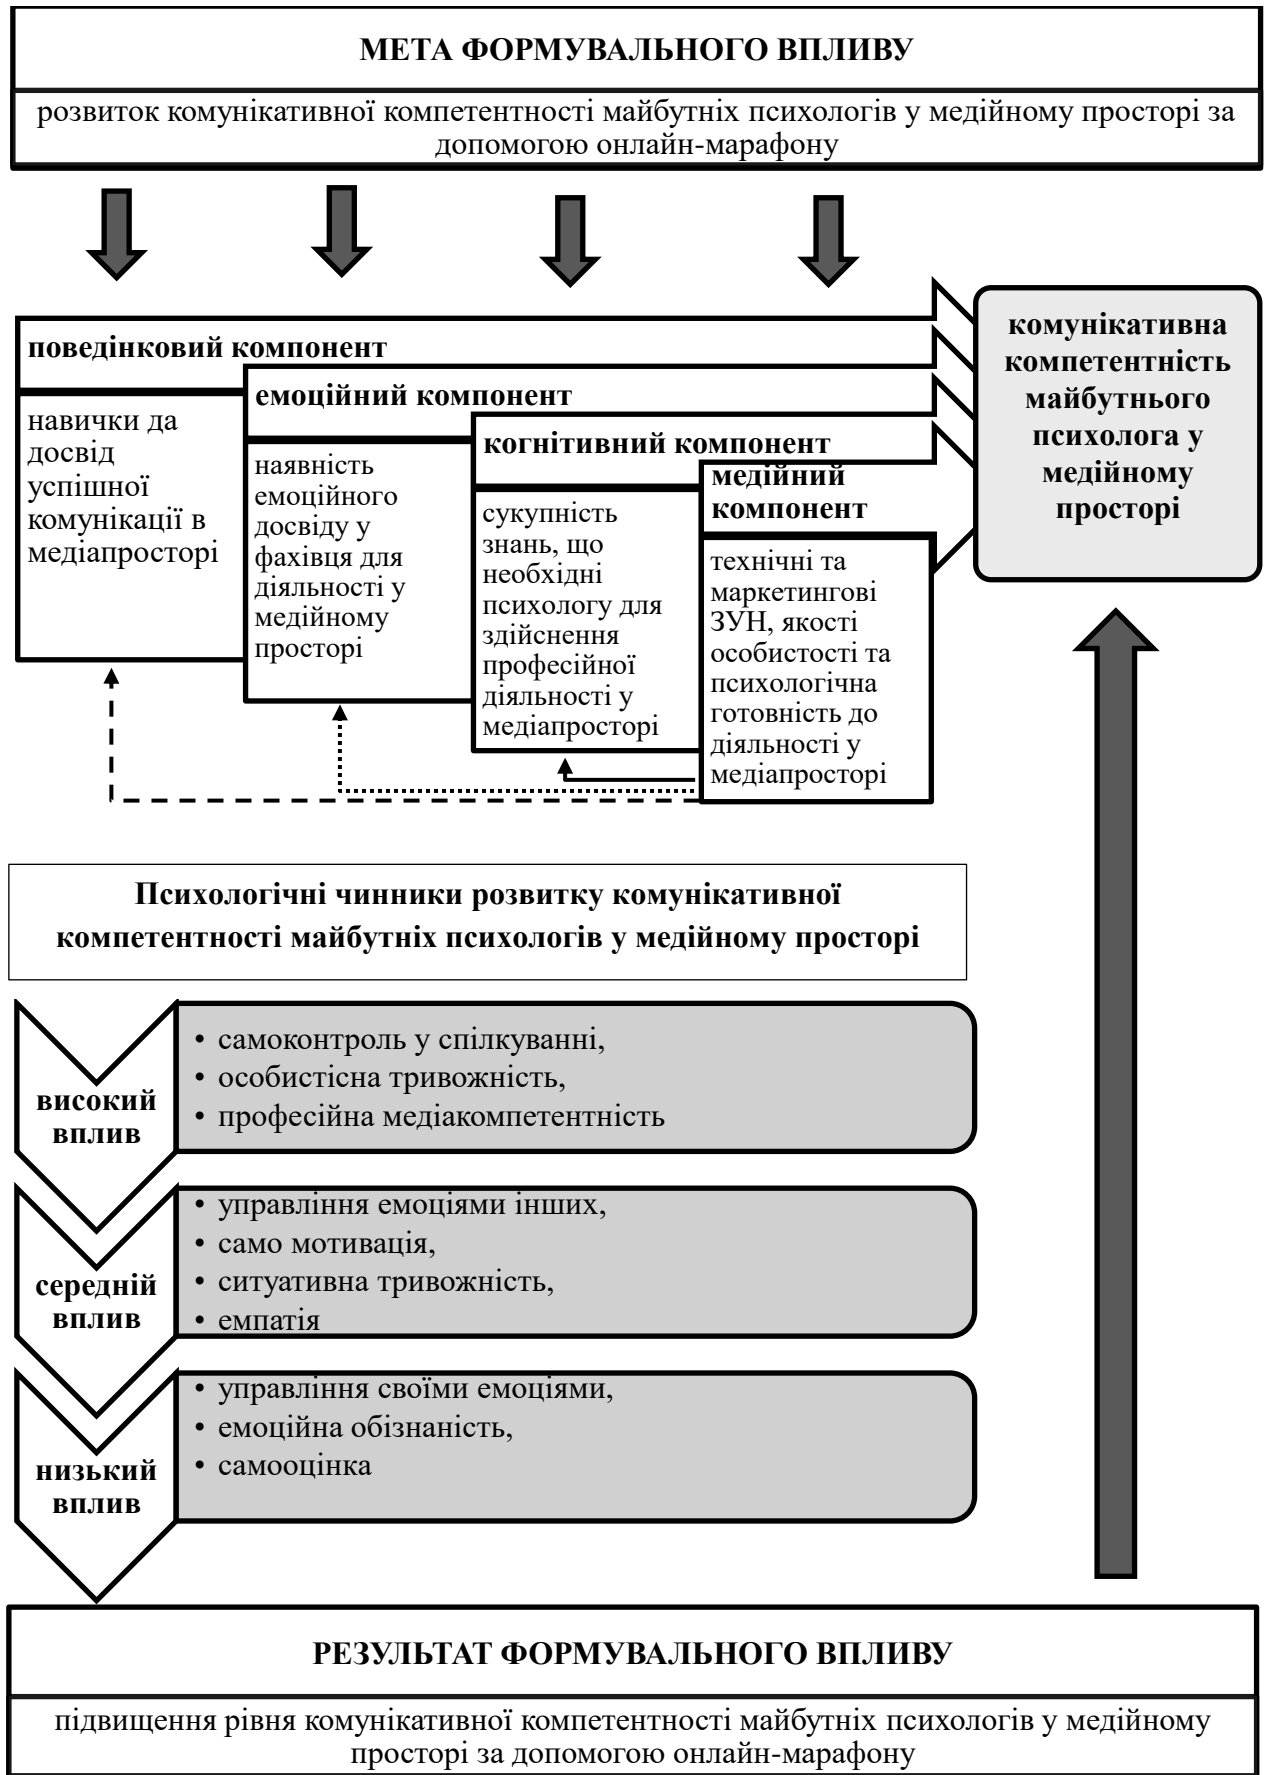 МЕТА ФОРМУВАЛЬНОГО ВПЛИВУ
розвиток комунікативної компетентності майбутніх психологів у медійному просторі за
допомогою онлайн-марафону
поведінковий компонент
навички да
досвід
успішної
комунікації в
медіапросторі
емоційний компонент
наявність
емоційного
досвіду у
фахівця для
діяльності у
медійному
просторі
когнітивний компонент
сукупність
знань, що
необхідні
психологу для
здійснення
професійної
діяльності у
медіапросторі
медійний
компонент
технічні та
маркетингові
ЗУН, якості
особистості та
психологічна
готовність до
діяльності у
медіапросторі
комунікативна
компетентність
майбутнього
психолога у
медійному
просторі
Психологічні чинники розвитку комунікативної
компетентності майбутніх психологів у медійному просторі
високий
вплив
• самоконтроль у спілкуванні,
• особистісна тривожність,
• професійна медіакомпетентність
середній
вплив
• управління емоціями інших,
• само мотивація,
• ситуативна тривожність,
• емпатія
низький
вплив
• управління своїми емоціями,
• емоційна обізнаність,
• самооцінка
РЕЗУЛЬТАТ ФОРМУВАЛЬНОГО ВПЛИВУ
підвищення рівня комунікативної компетентності майбутніх психологів у медійному
просторі за допомогою онлайн-марафону